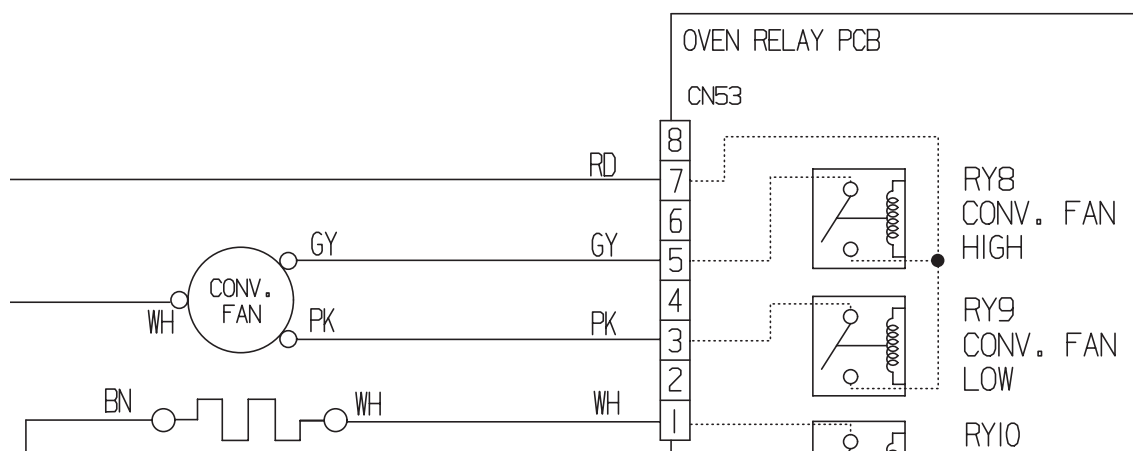 OVEN RELAY PCB
CN53
8
RD
7
RY8
CONV. FAN
HIGH
6
GY
GY
5
CONV.
FAN
4
WH
PK
PK
3
RY9
CONV. FAN
LOW
2
BN
WH
WH
1
RY10